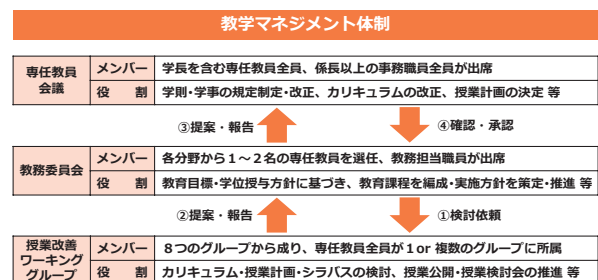 教学マネジメント体制
専任教員
会議
メンバー
学長を含む専任教員全員、係長以上の事務職員全員が出席
役　割
学則・学事の規定制定・改正、カリキュラムの改正、授業計画の決定 等
③提案・報告
④確認・承認
教務委員会
メンバー
各分野から１～２名の専任教員を選任、教務担当職員が出席
役　割
教育目標・学位授与方針に基づき、教育課程を編成・実施方針を策定・推進 等
②提案・報告
①検討依頼
授業改善
ワーキング
グループ
メンバー
８つのグループから成り、専任教員全員が１or 複数のグループに所属
役　割
カリキュラム・授業計画・シラバスの検討、授業公開・授業検討会の推進 等